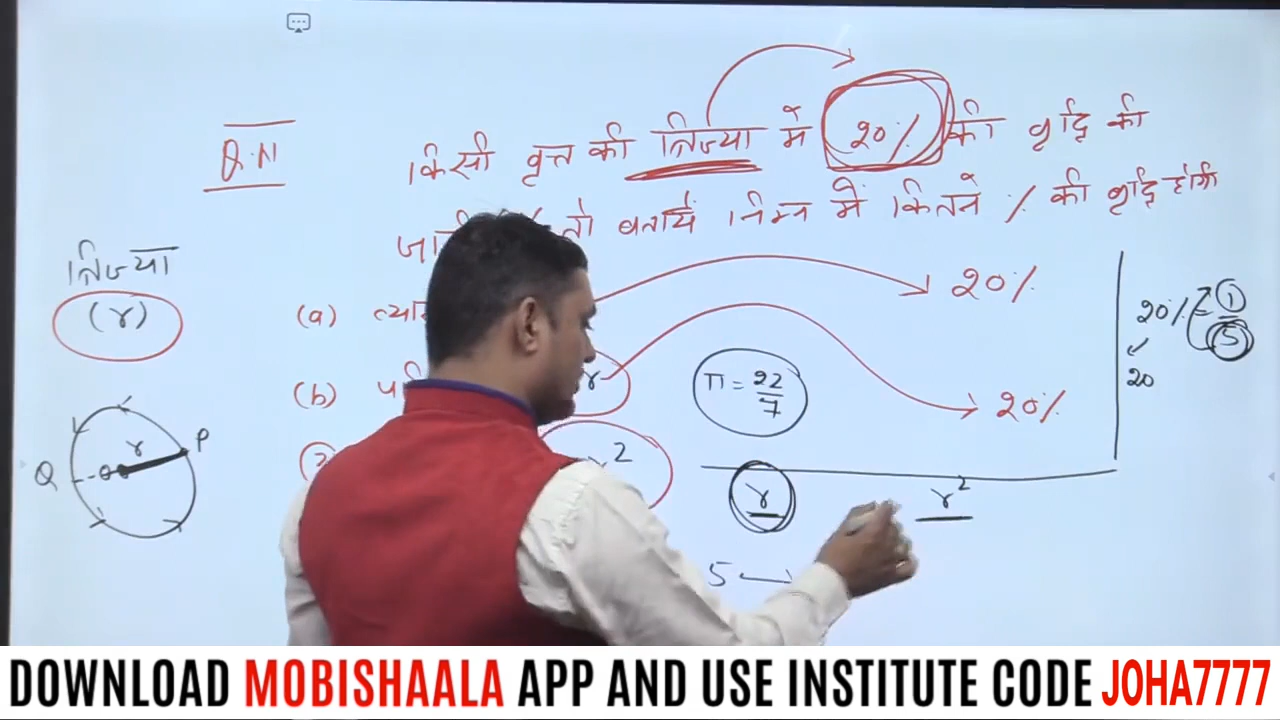 Q.N
किसी वृत्त की त्रिज्या में 20% की वृद्धि की
तो बतायें निम्न में कितने % की वृद्धि होगी
त्रिज्या
(r)
(a)
20%
20% = 1/5
20
(b)
r
π = 22/7
20%
Q
r
P
2
r
r²
5
DOWNLOAD MOBISHAALA APP AND USE INSTITUTE CODE JOHA7777